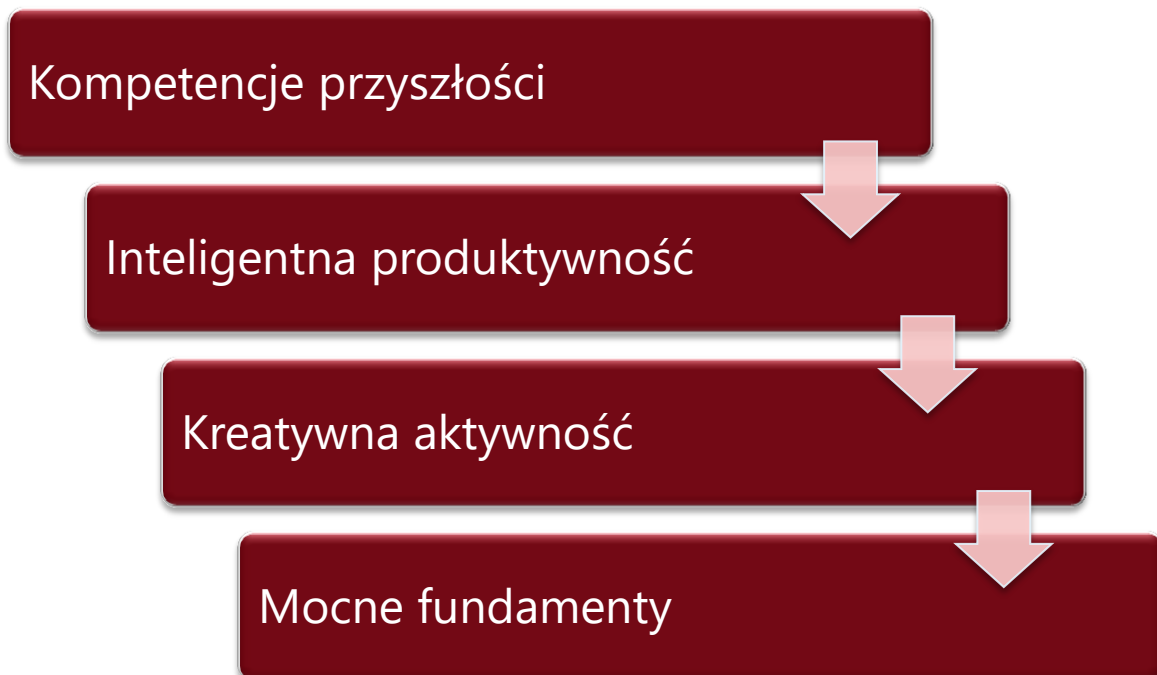 Kompetencje przyszłości
Inteligentna produktywność
Kreatywna aktywność
Mocne fundamenty